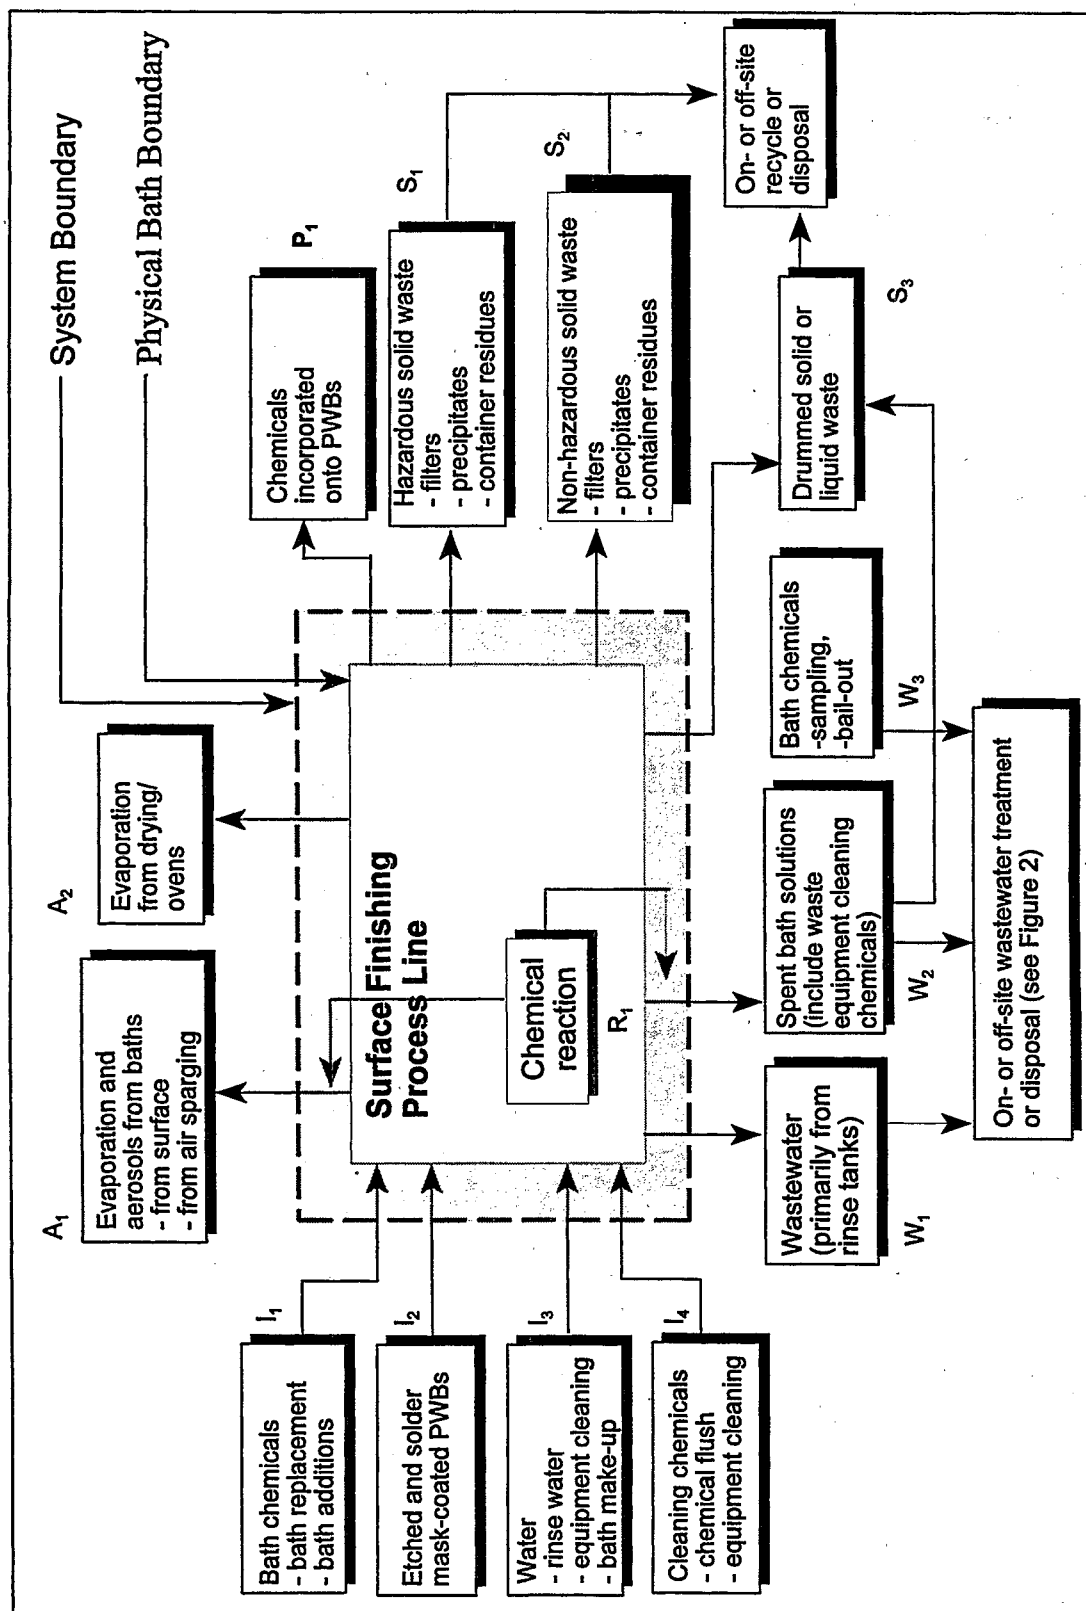 System Boundary
Physical Bath Boundary
A₁
Evaporation and
aerosols from baths
- from surface
- from air sparging
A₂
Evaporation
from drying/
ovens
I₁
Bath chemicals
- bath replacement
- bath additions
I₂
Etched and solder
mask-coated PWBs
I₃
Water
- rinse water
- equipment cleaning
- bath make-up
I₄
Cleaning chemicals
- chemical flush
- equipment cleaning
Surface Finishing
Process Line
Chemical
reaction
R₁
P₁
Chemicals
incorporated
onto PWBs
S₁
Hazardous solid waste
- filters
- precipitates
- container residues
S₂
Non-hazardous solid waste
- filters
- precipitates
- container residues
Wastewater
(primarily from
rinse tanks)
W₁
Spent bath solutions
(include waste
equipment cleaning
chemicals)
W₂
Bath chemicals
-sampling,
-bail-out
W₃
Drummed solid or
liquid waste
S₃
On- or off-site
recycle or
disposal
On- or off-site wastewater treatment
or disposal (see Figure 2)